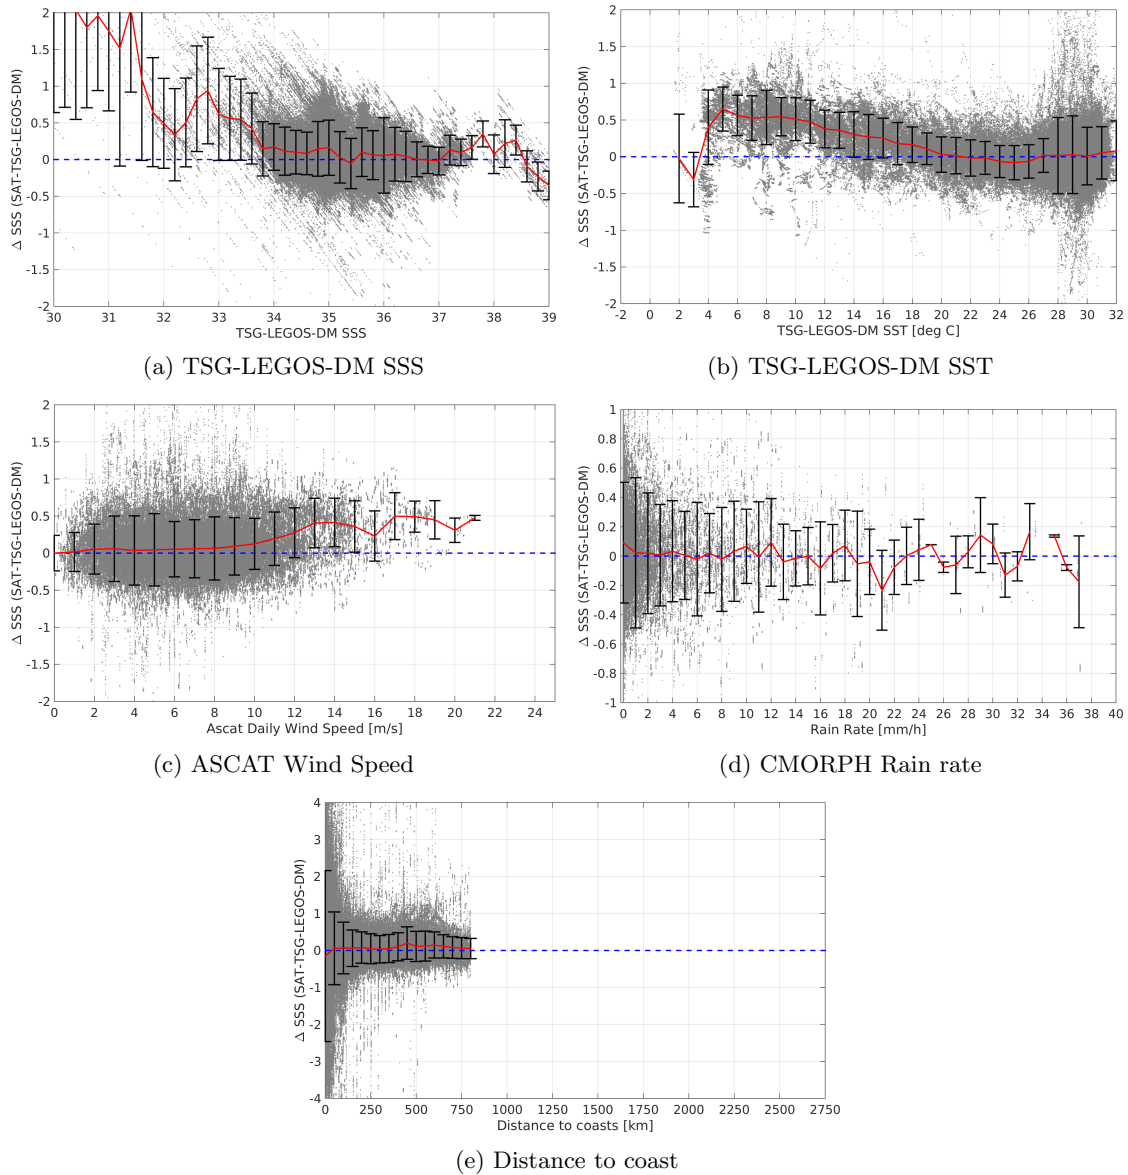 2
1.5
1
0.5
0
-0.5
-1
-1.5
-2
Δ SSS (SAT-TSG-LEGOS-DM)
30 31 32 33 34 35 36 37 38 39
TSG-LEGOS-DM SSS
(a) TSG-LEGOS-DM SSS
2
1.5
1
0.5
0
-0.5
-1
-1.5
-2
Δ SSS (SAT-TSG-LEGOS-DM)
-2 0 2 4 6 8 10 12 14 16 18 20 22 24 26 28 30 32
TSG-LEGOS-DM SST [deg C]
(b) TSG-LEGOS-DM SST
2
1.5
1
0.5
0
-0.5
-1
-1.5
-2
Δ SSS (SAT-TSG-LEGOS-DM)
0 2 4 6 8 10 12 14 16 18 20 22 24
Ascat Daily Wind Speed [m/s]
(c) ASCAT Wind Speed
1
0.8
0.6
0.4
0.2
0
-0.2
-0.4
-0.6
-0.8
-1
Δ SSS (SAT-TSG-LEGOS-DM)
0 2 4 6 8 10 12 14 16 18 20 22 24 26 28 30 32 34 36 38 40
Rain Rate [mm/h]
(d) CMORPH Rain rate
4
3
2
1
0
-1
-2
-3
-4
Δ SSS (SAT-TSG-LEGOS-DM)
0 250 500 750 1000 1250 1500 1750 2000 2250 2500 2750
Distance to coasts [km]
(e) Distance to coast